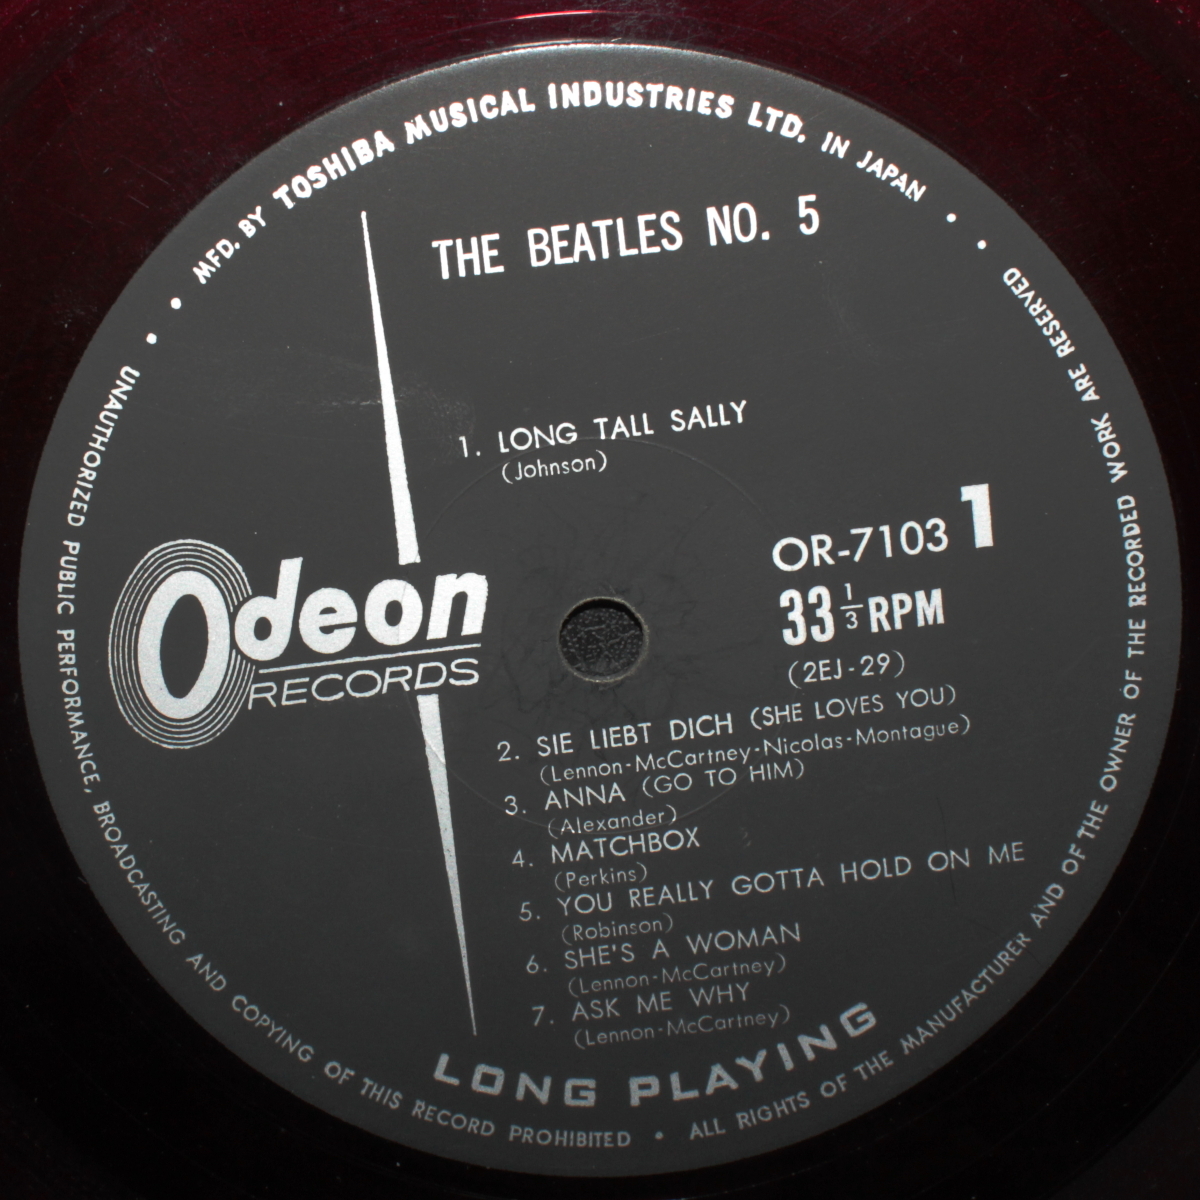 MFD. BY TOSHIBA MUSICAL INDUSTRIES LTD. IN JAPAN
THE BEATLES NO. 5
1. LONG TALL SALLY
(Johnson)
Odeon
RECORDS
OR-7103 1
33 1/3 RPM
(2EJ-29)
2. SIE LIEBT DICH (SHE LOVES YOU)
(Lennon-McCartney-Nicolas-Montague)
3. ANNA (GO TO HIM)
(Alexander)
4. MATCHBOX
(Perkins)
5. YOU REALLY GOTTA HOLD ON ME
(Robinson)
6. SHE'S A WOMAN
(Lennon-McCartney)
7. ASK ME WHY
(Lennon-McCartney)
LONG PLAYING
UNAUTHORIZED PUBLIC PERFORMANCE, BROADCASTING AND COPYING OF THIS RECORD PROHIBITED • ALL RIGHTS OF THE MANUFACTURER AND OF THE OWNER OF THE RECORDED WORK ARE RESERVED